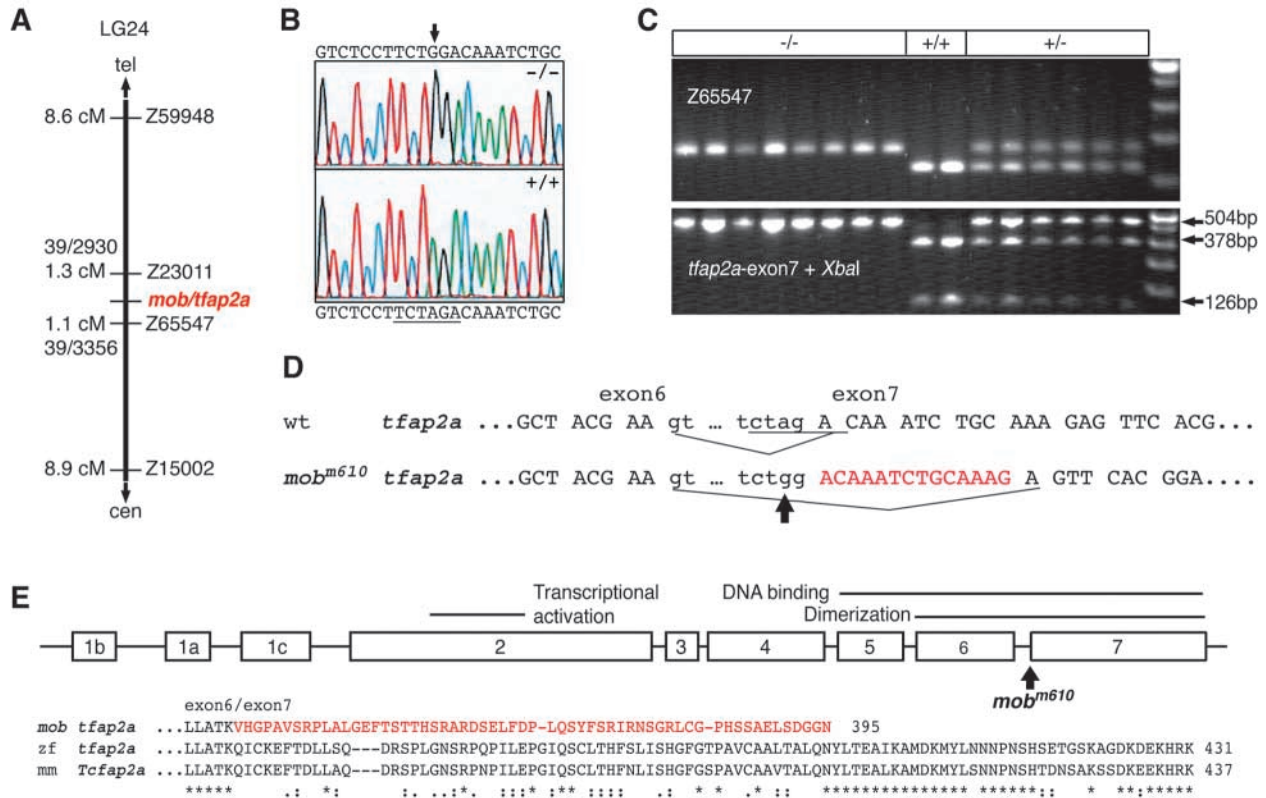 A
LG24
tel
8.6 cM
Z59948
39/2930
1.3 cM
Z23011
mob/tfap2a
1.1 cM
Z65547
39/3356
8.9 cM
Z15002
cen
B
GTCTCCTTCTGGACAAATCTGC
–/–
+/+
GTCTCCTTCTAGACAAATCTGC
C
-/- +/+ +/-
Z65547
504bp
378bp
tfap2a-exon7 + XbaI
126bp
D
exon6 exon7
wt tfap2a ...GCT ACG AA gt … tctag A CAA ATC TGC AAA GAG TTC ACG...
mobm610 tfap2a ...GCT ACG AA gt … tctgg ACAAATCTGCAAAG A GTT CAC GGA....
E
Transcriptional activation
DNA binding
Dimerization
1b 1a 1c 2 3 4 5 6 7
mobm610
exon6/exon7
mob tfap2a ...LLATKVHGPAVSRPLALGEFTSTTHSRARDSELFDP-LQSYFSRIRNSGRLCG-PHSSAELSDGGN 395
zf tfap2a ...LLATKQICKEFTDLLSQ---DRSPLGNSRPQPILEPGIQSCLTHFSLISHGFGTPAVCAALTALQNYLTEAIKAMDKMYLNNNPNSHSETGSKAGDKDEKHRK 431
mm Tcfap2a ...LLATKQICKEFTDLLAQ---DRSPLGNSRPNPILEPGIQSCLTHFNLISHGFGSPAVCAAVTALQNYLTEALKAMDKMYLSNNPNSHTDNSAKSSDKEEKHRK 437